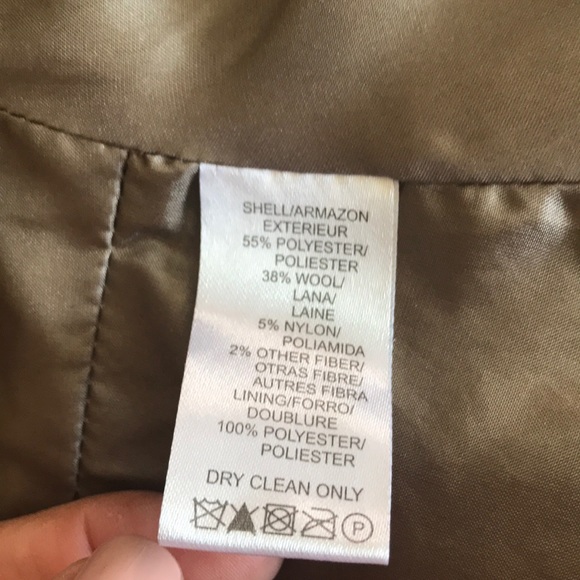 SHELL/ARMAZON
EXTERIEUR
55% POLYESTER/
POLIESTER
38% WOOL/
LANA/
LAINE
5% NYLON/
POLIAMIDA
2% OTHER FIBER/
OTRAS FIBRE/
AUTRES FIBRA
LINING/FORRO/
DOUBLURE
100% POLYESTER/
POLIESTER
DRY CLEAN ONLY
P